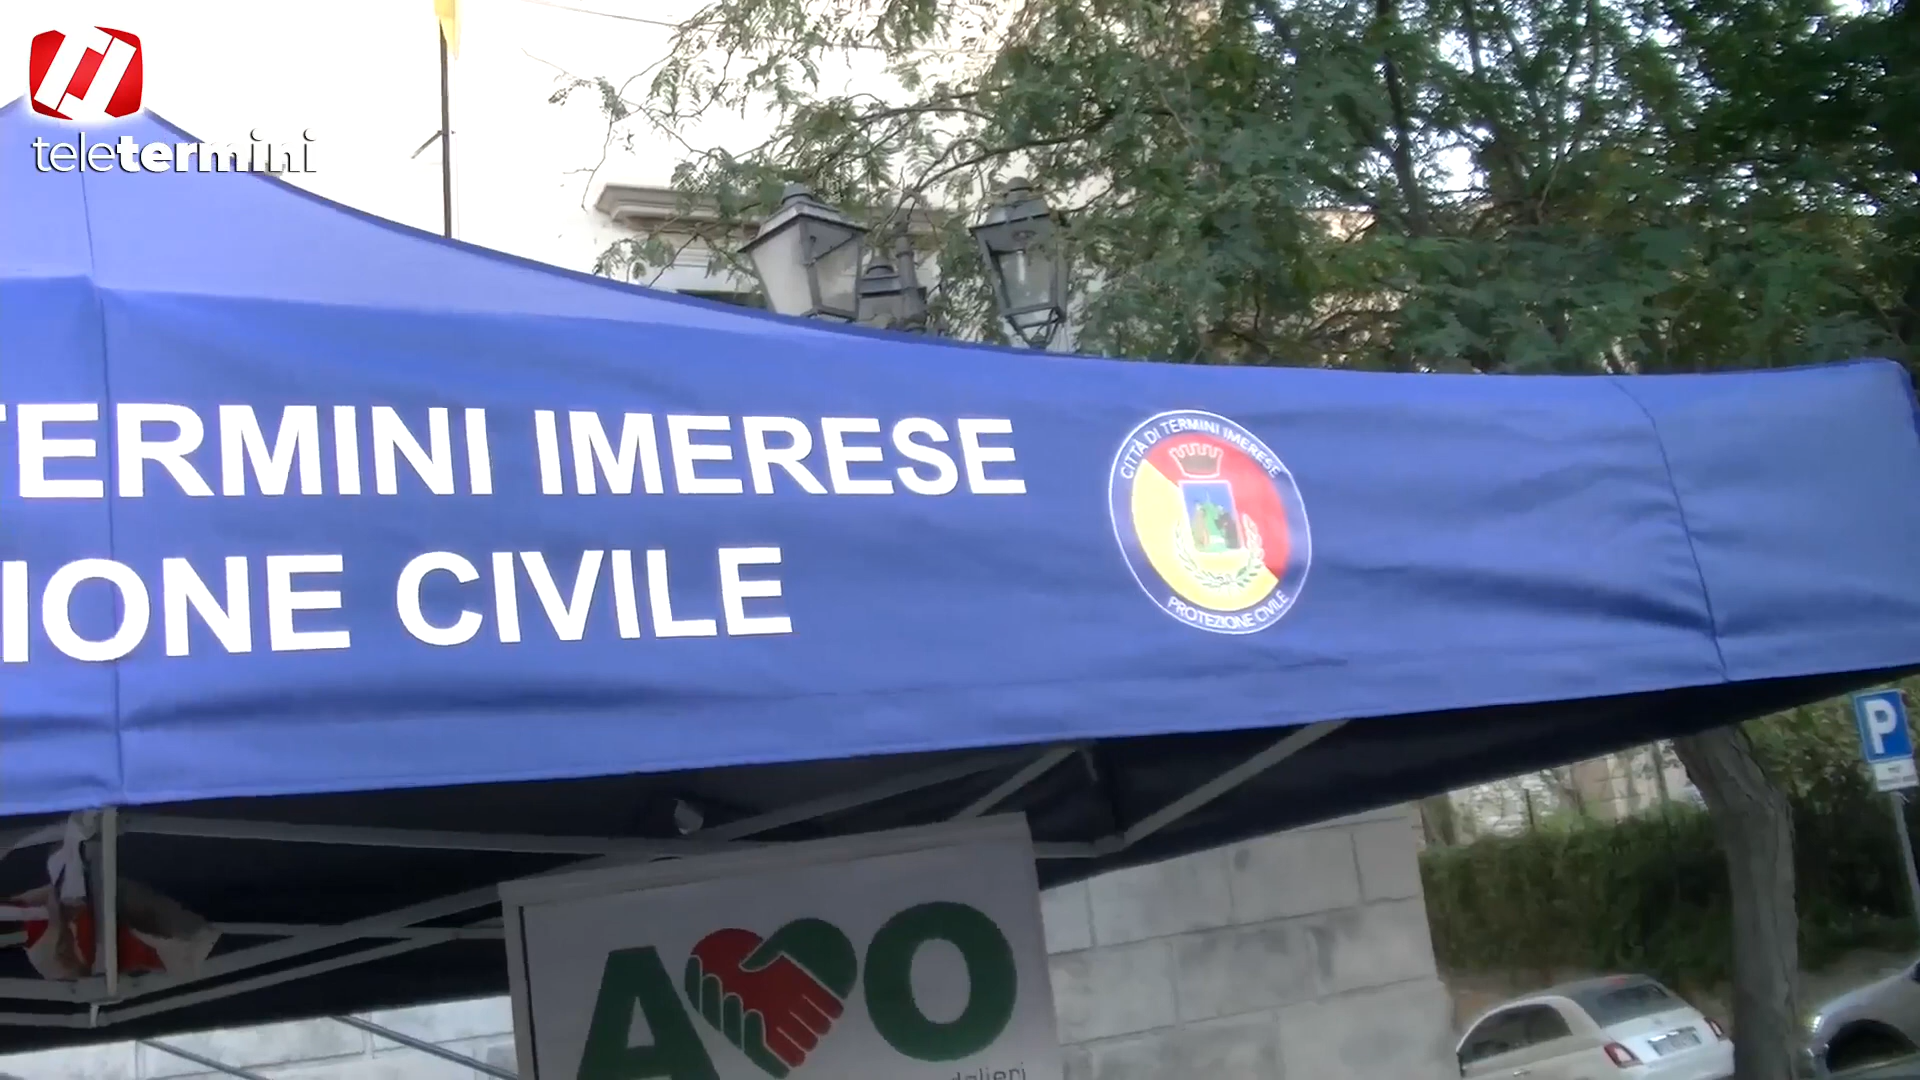 teletermini
TERMINI IMERESE
IONE CIVILE
CITTÀ DI TERMINI IMERESE
PROTEZIONE CIVILE
P
AVO